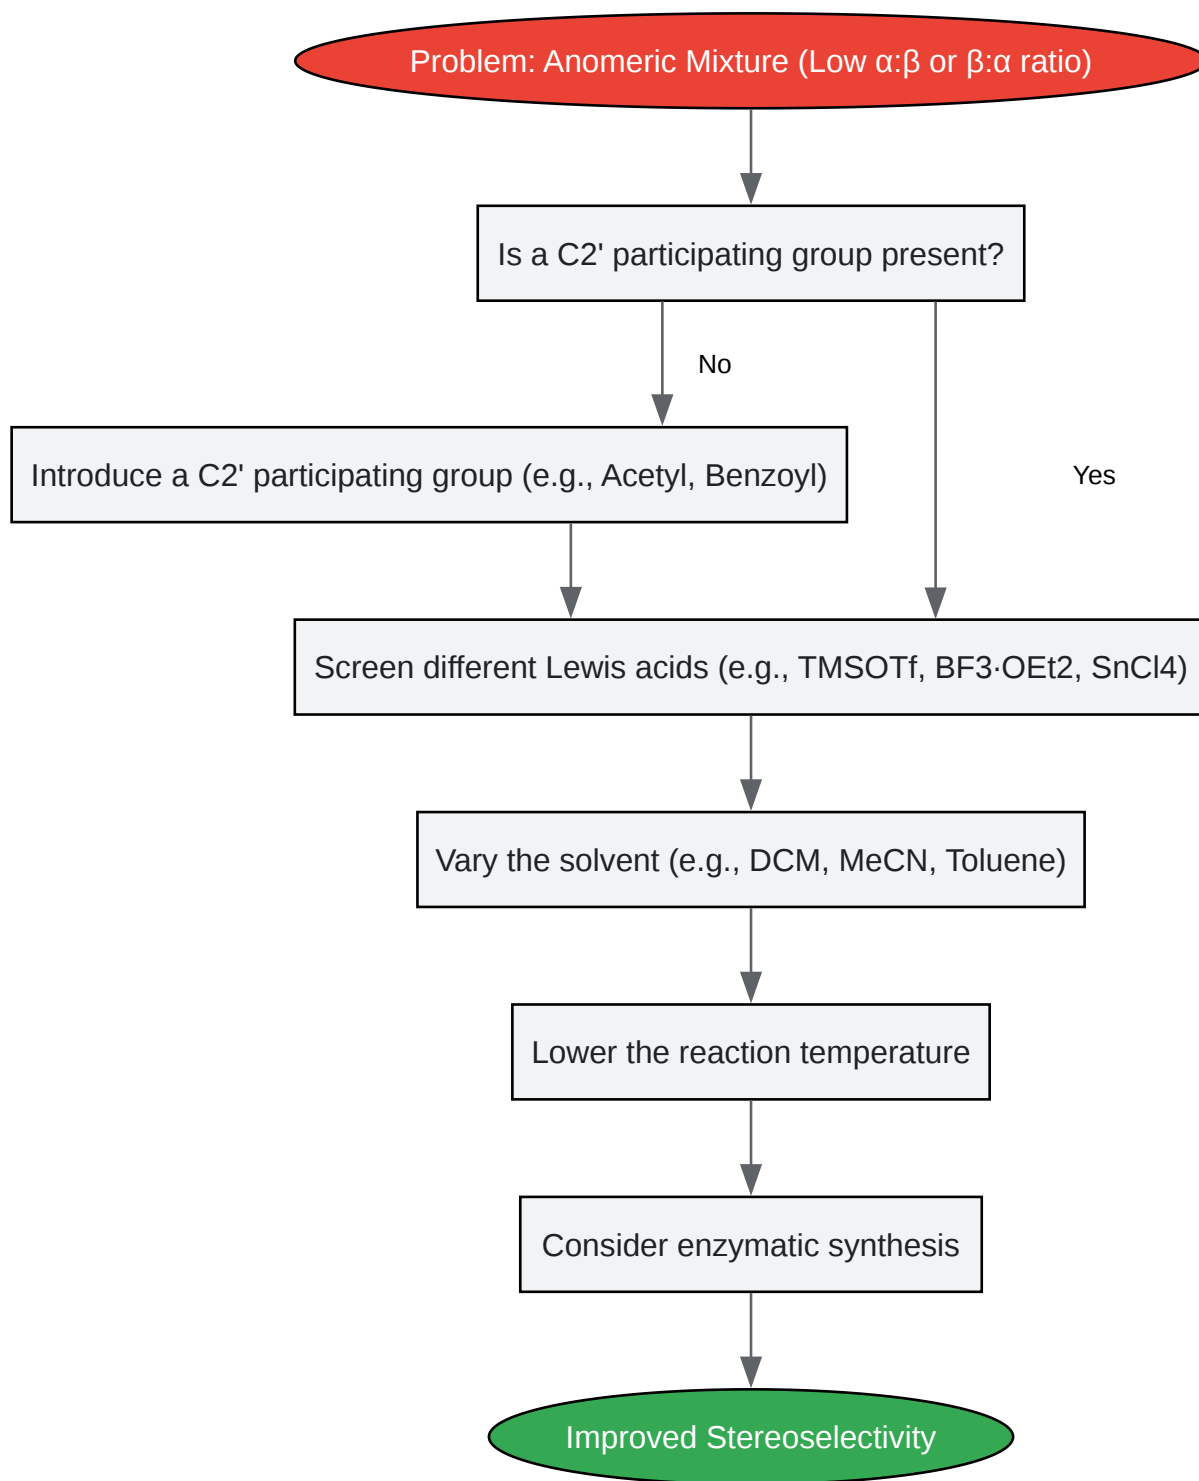 Problem: Anomeric Mixture (Low α:β or β:α ratio)
Is a C2' participating group present?
No
Introduce a C2' participating group (e.g., Acetyl, Benzoyl)
Yes
Screen different Lewis acids (e.g., TMSOTf, BF3·OEt2, SnCl4)
Vary the solvent (e.g., DCM, MeCN, Toluene)
Lower the reaction temperature
Consider enzymatic synthesis
Improved Stereoselectivity